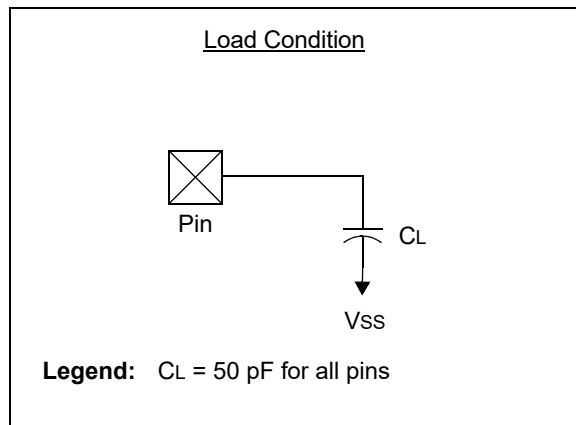 Load Condition
Pin
CL
VSS
Legend: CL = 50 pF for all pins